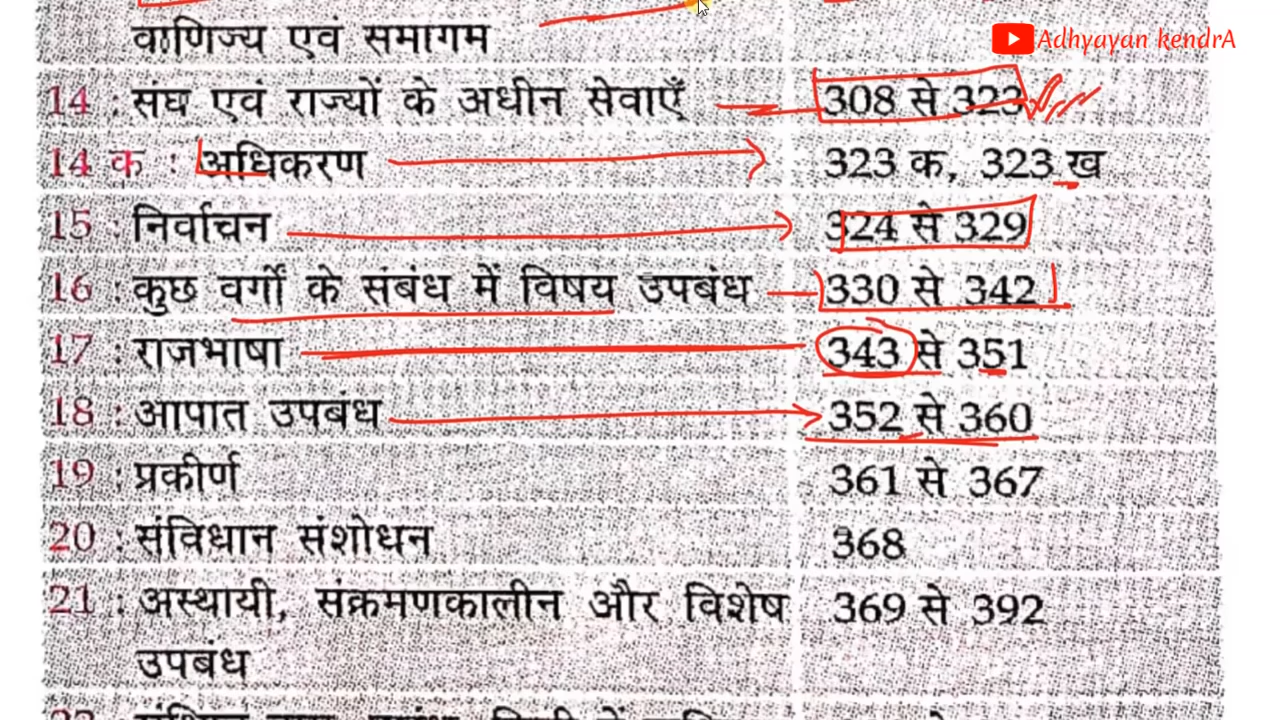 वाणिज्य एवं समागम
Adhyayan kendrA
14 : संघ एवं राज्यों के अधीन सेवाएँ 308 से 323
14 क : अधिकरण 323 क, 323 ख
15 : निर्वाचन 324 से 329
16 : कुछ वर्गों के संबंध में विषय उपबंध 330 से 342
17 : राजभाषा 343 से 351
18 : आपात उपबंध 352 से 360
19 : प्रकीर्ण 361 से 367
20 : संविधान संशोधन 368
21 : अस्थायी, संक्रमणकालीन और विशेष 369 से 392
उपबंध